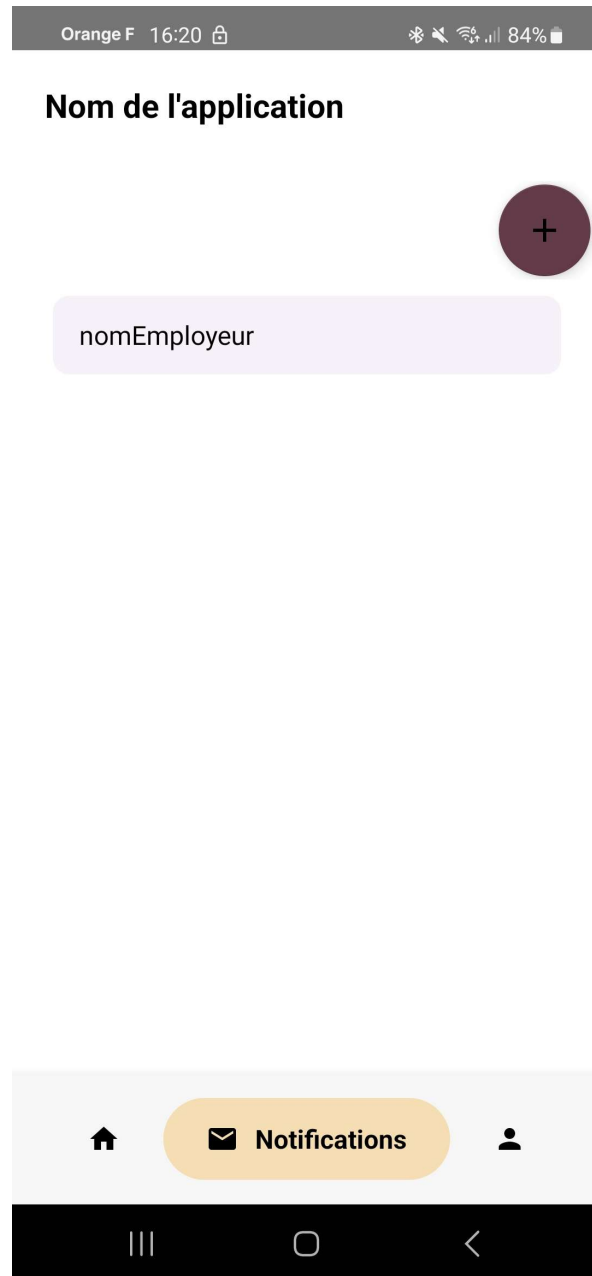 Orange F 16:20 84%
Nom de l'application
+
nomEmployeur
Notifications